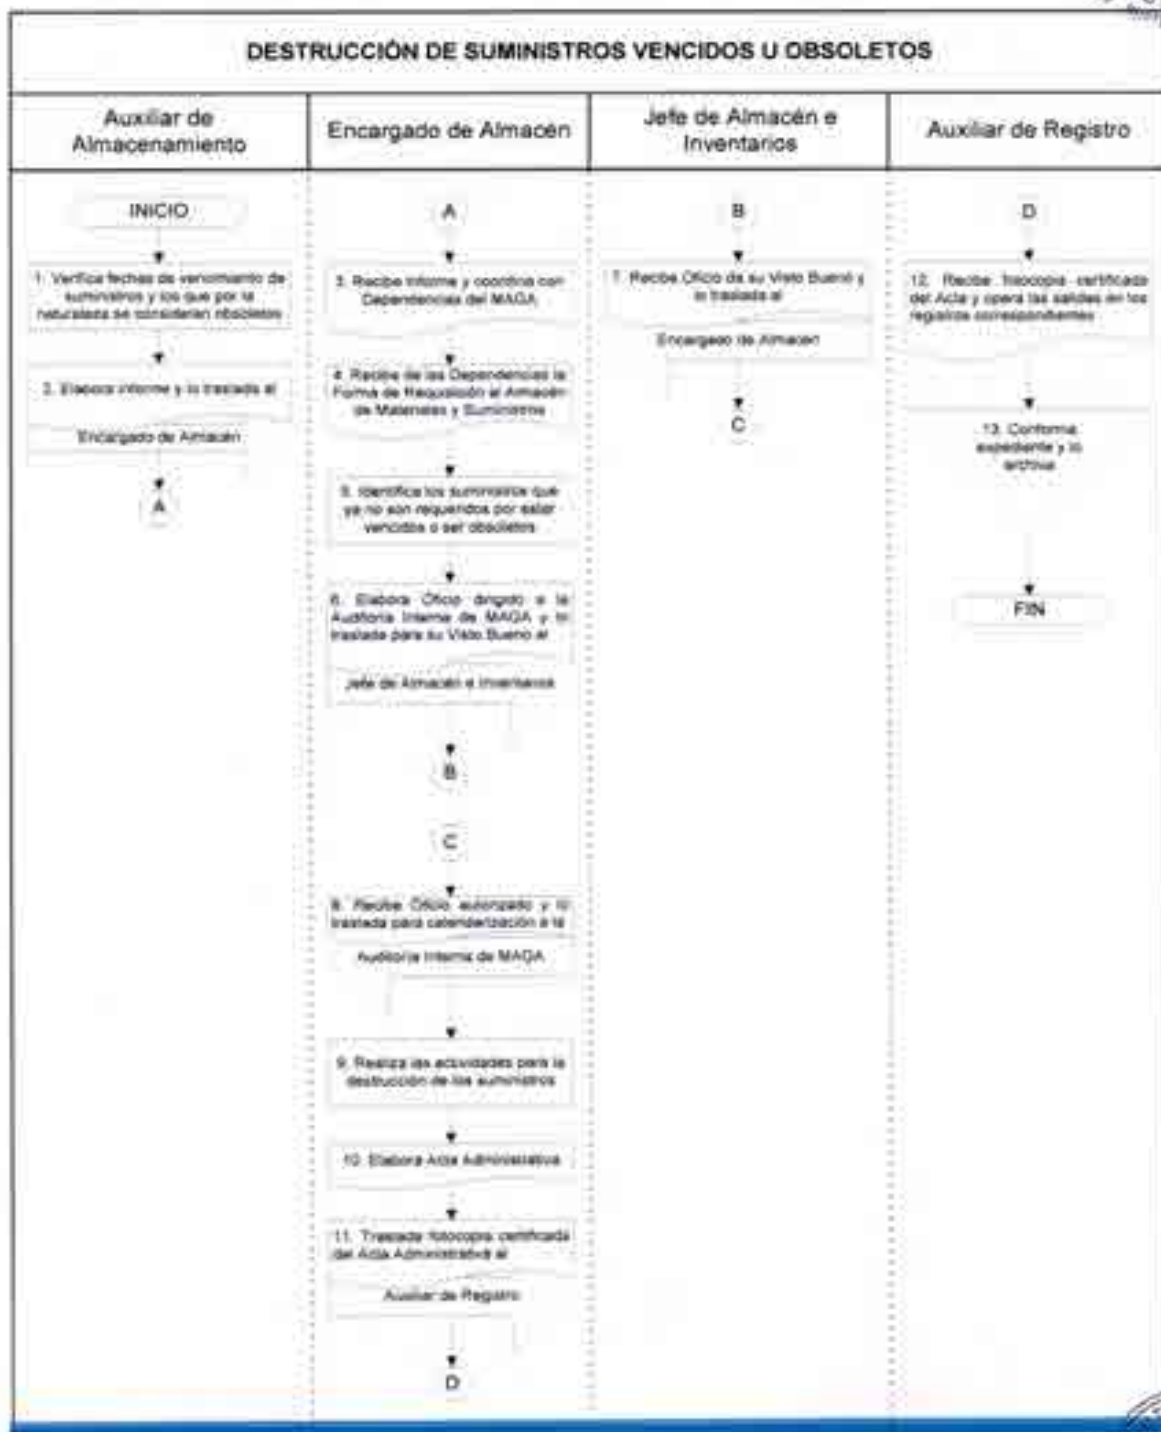 DESTRUCCIÓN DE SUMINISTROS VENCIDOS U OBSOLETOS
Auxiliar de
Almacenamiento
Encargado de Almacén
Jefe de Almacén e
Inventarios
Auxiliar de Registro
INICIO
1. Verifica fechas de vencimiento de
suministros y los que por la
naturaleza se consideran obsoletos
2. Elabora informe y lo traslada al
Encargado de Almacén
A
A
3. Recibe informe y coordina con
Dependencias del MAGA
4. Recibe de las Dependencias la
Forma de Requisición al Almacén
de Materiales y Suministros
5. Identifica los suministros que
ya no son requeridos por estar
vencidos o ser obsoletos
6. Elabora Oficio dirigido a la
Auditoría Interna de MAGA y lo
traslada para su Visto Bueno al
Jefe de Almacén e Inventarios
B
C
8. Recibe Oficio autorizado y lo
traslada para calendarización a la
Auditoría Interna de MAGA
9. Realiza las actividades para la
destrucción de los suministros
10. Elabora Acta Administrativa
11. Traslada fotocopia certificada
del Acta Administrativa al
Auxiliar de Registro
D
B
7. Recibe Oficio da su Visto Bueno y
lo traslada al
Encargado de Almacén
C
D
12. Recibe fotocopia certificada
del Acta y opera las salidas en los
registros correspondientes
13. Conforma
expediente y lo
archiva
FIN